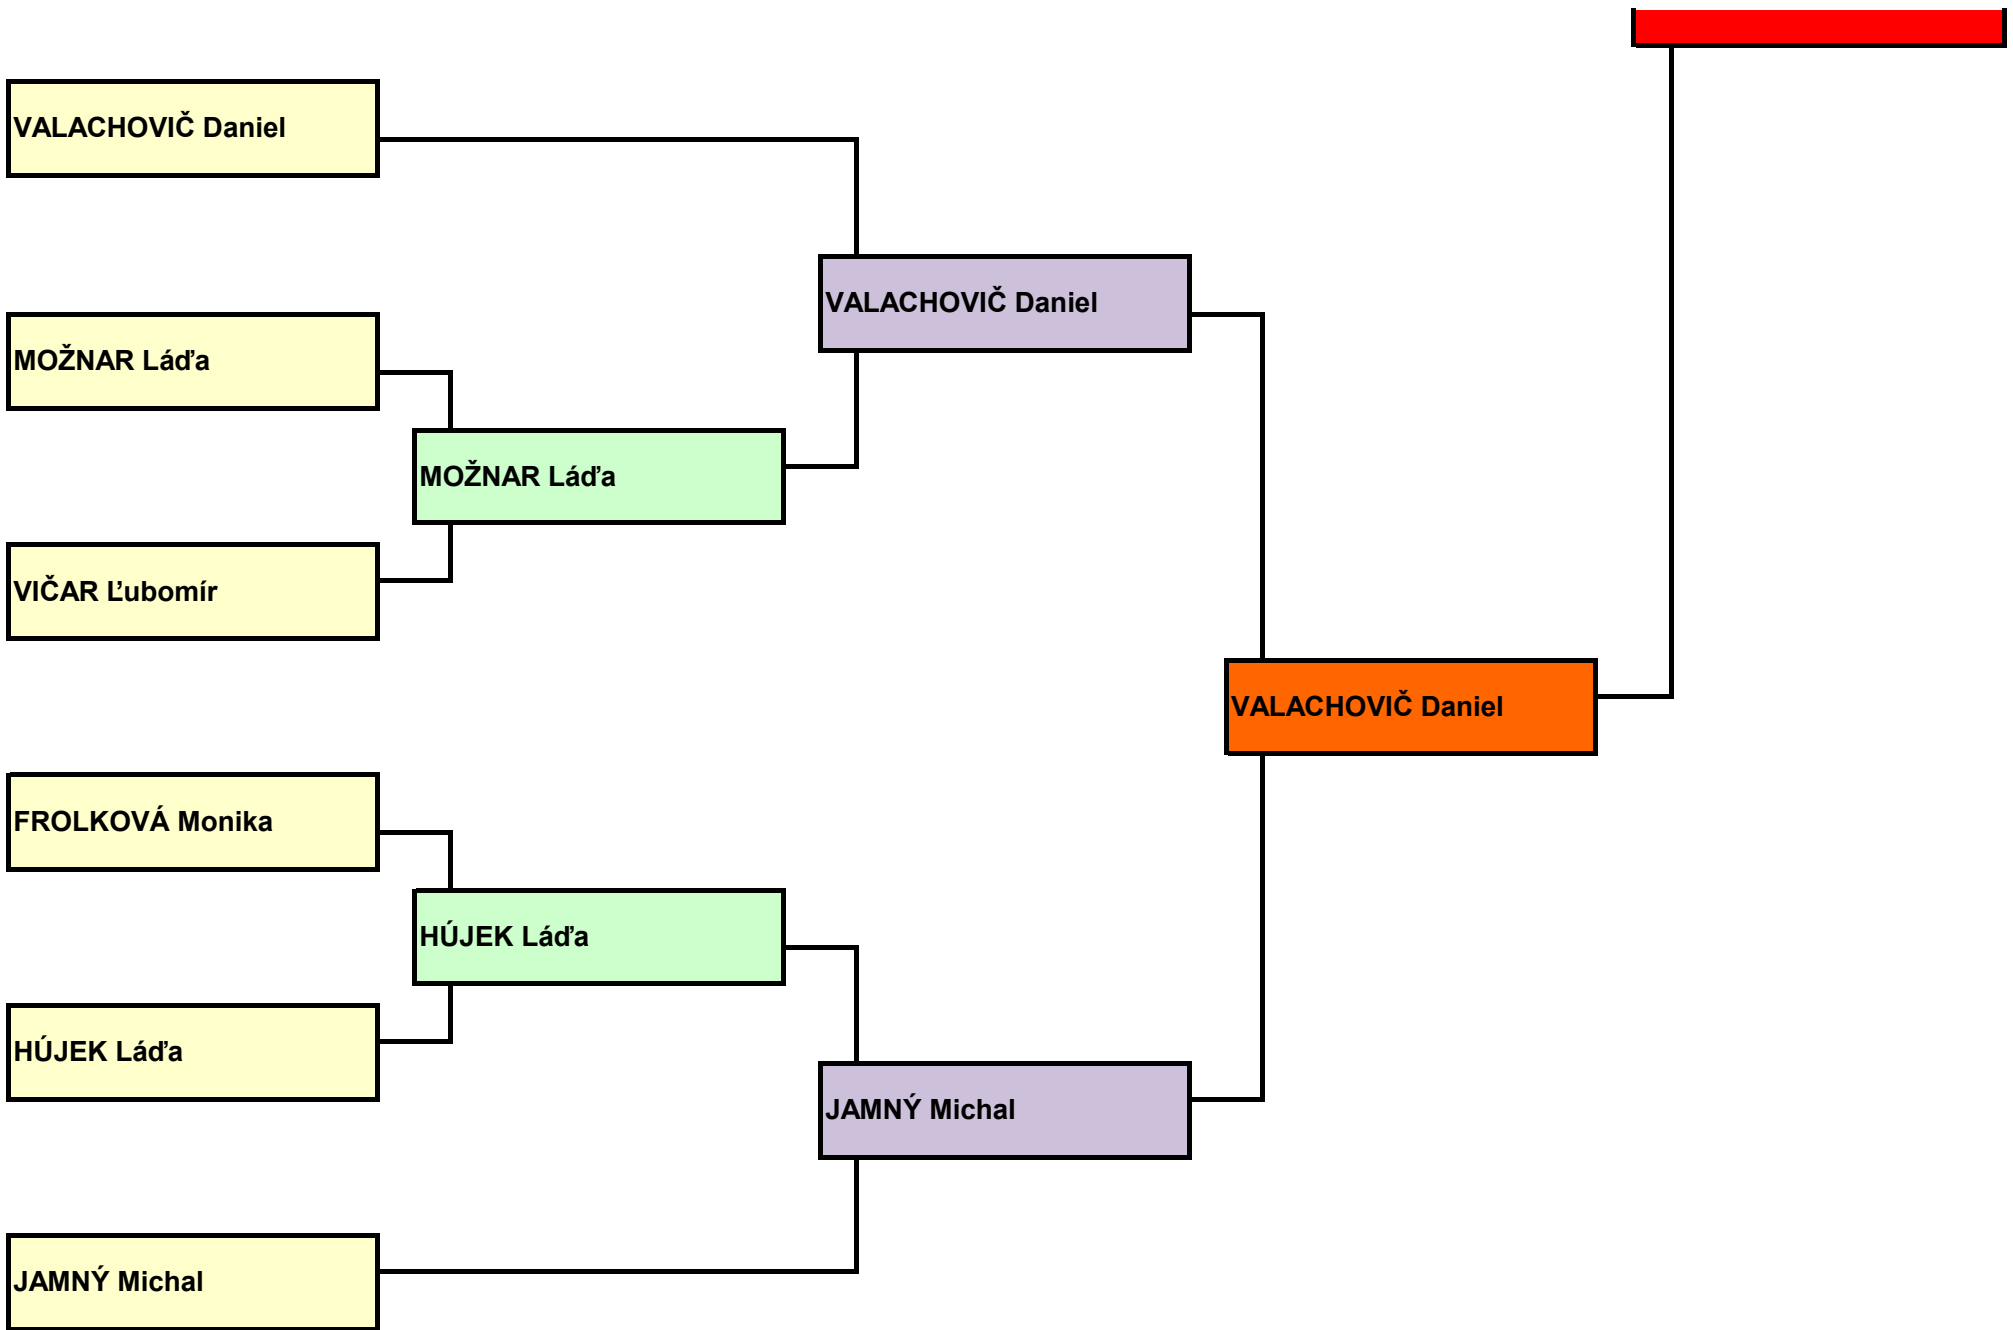 VALACHOVIČ Daniel
VALACHOVIČ Daniel
MOŽNAR Láďa
MOŽNAR Láďa
VIČAR Ľubomír
VALACHOVIČ Daniel
FROLKOVÁ Monika
HÚJEK Láďa
HÚJEK Láďa
JAMNÝ Michal
JAMNÝ Michal